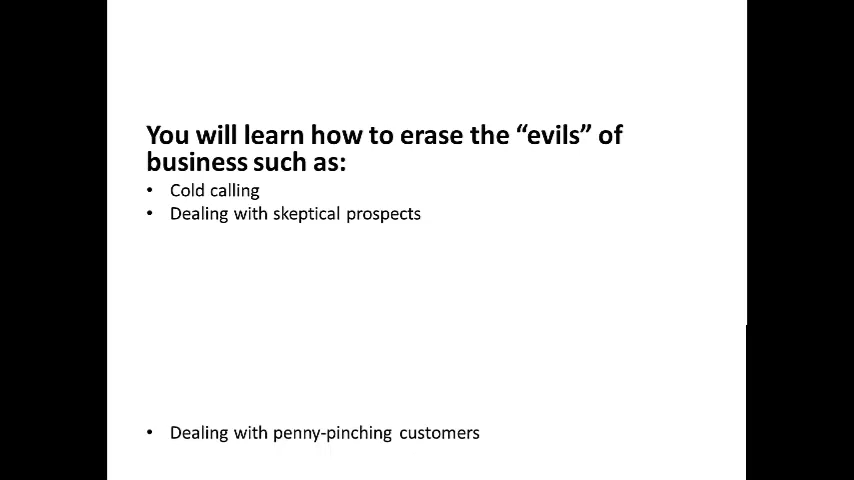 You will learn how to erase the “evils” of
business such as:
• Cold calling
• Dealing with skeptical prospects
• Dealing with penny-pinching customers